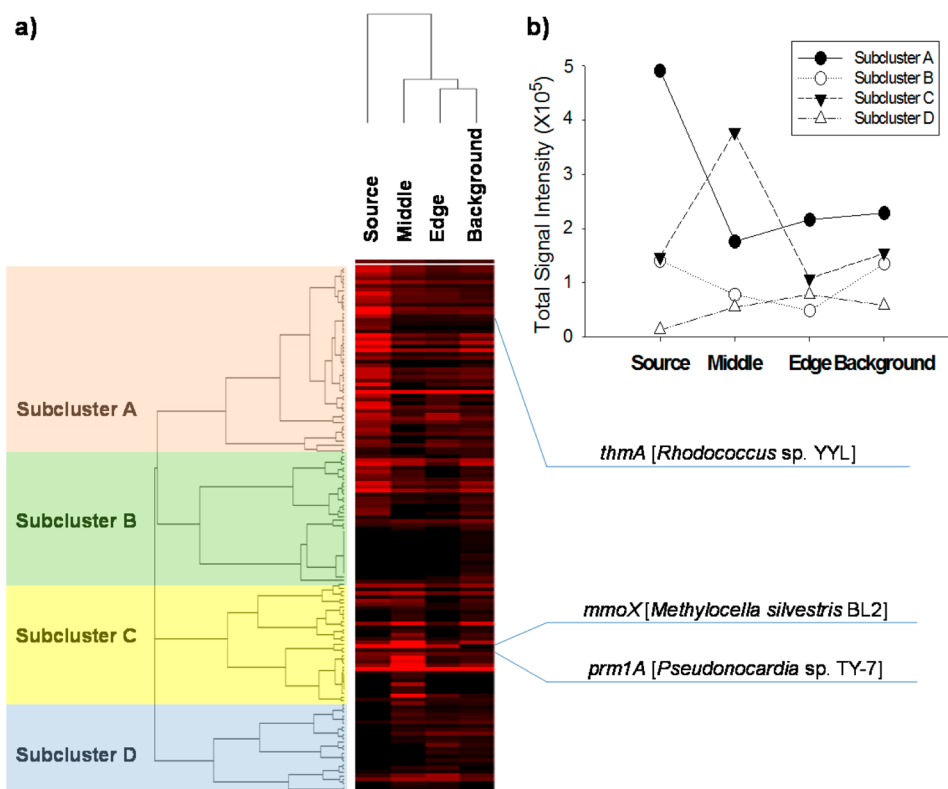 a)
Source
Middle
Edge
Background
Subcluster A
Subcluster B
Subcluster C
Subcluster D
b)
Subcluster A
Subcluster B
Subcluster C
Subcluster D
Total Signal Intensity (X10⁵)
5
4
3
2
1
0
Source Middle Edge Background
thmA [Rhodococcus sp. YYL]
mmoX [Methylocella silvestris BL2]
prm1A [Pseudonocardia sp. TY-7]